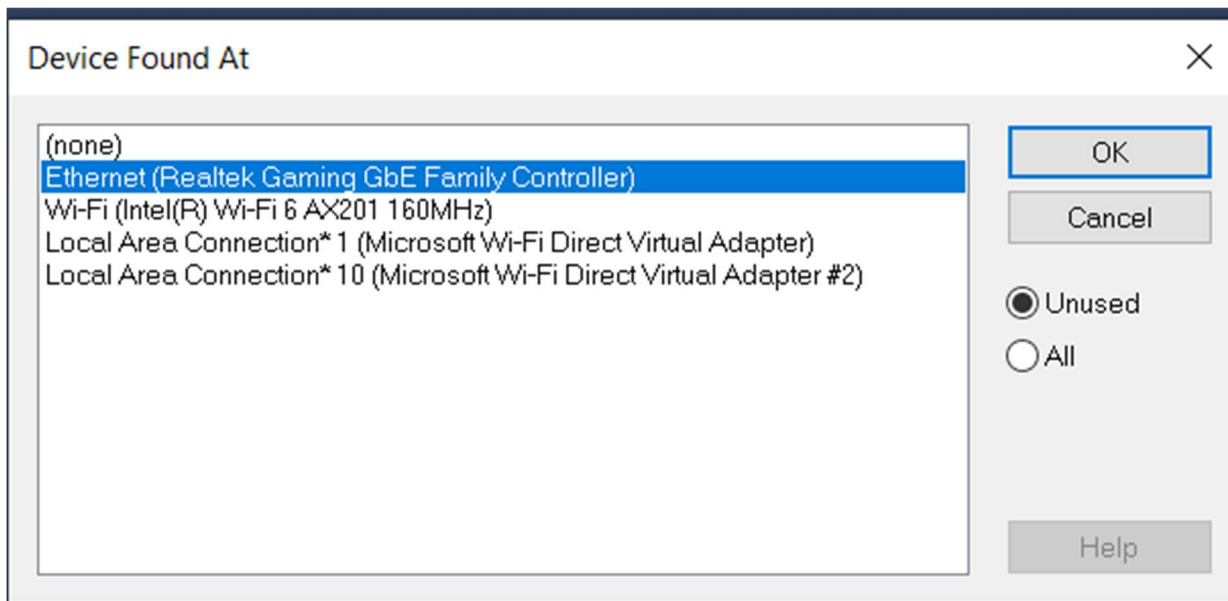 Device Found At
(none)
Ethernet (Realtek Gaming GbE Family Controller)
Wi-Fi (Intel(R) Wi-Fi 6 AX201 160MHz)
Local Area Connection* 1 (Microsoft Wi-Fi Direct Virtual Adapter)
Local Area Connection* 10 (Microsoft Wi-Fi Direct Virtual Adapter #2)
OK
Cancel
Unused
All
Help